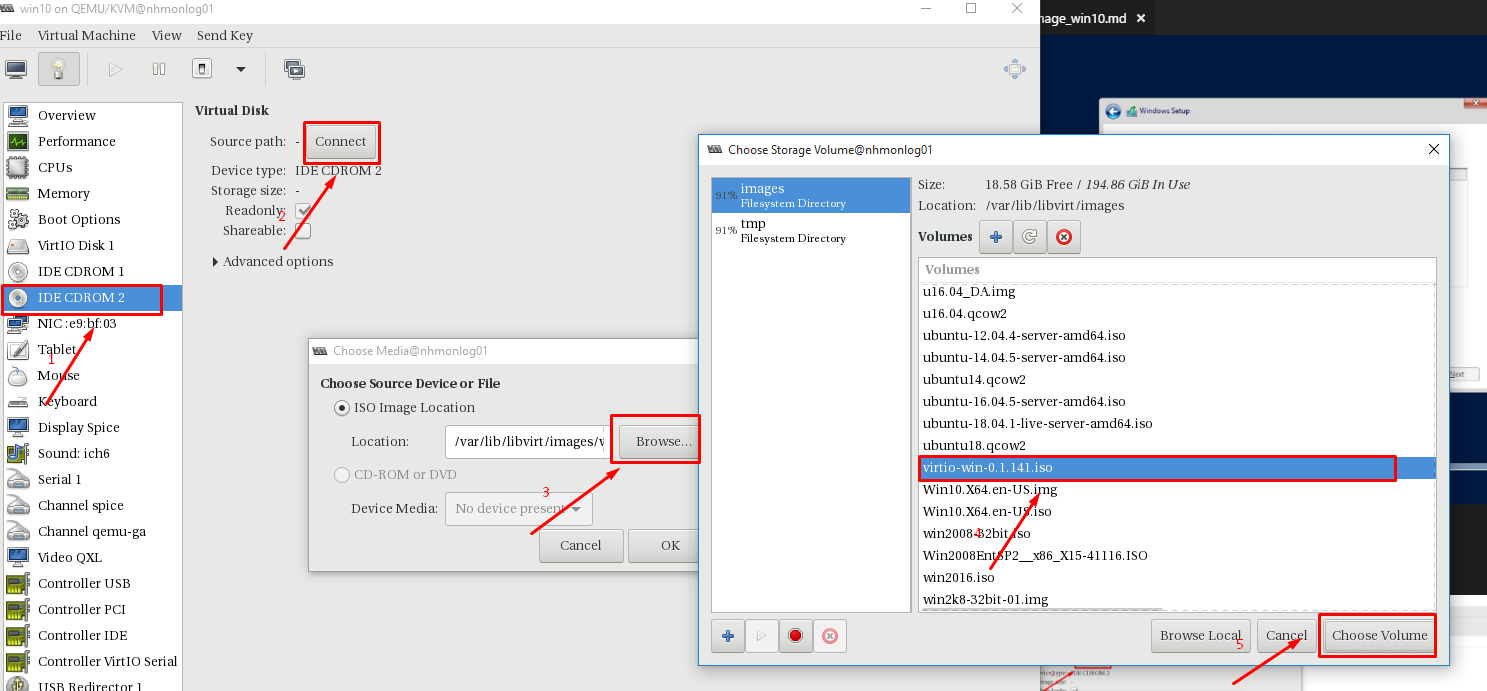 win10 on QEMU/KVM@nhmonlog01
File Virtual Machine View Send Key
Overview
Performance
CPUs
Memory
Boot Options
VirtIO Disk 1
IDE CDROM 1
IDE CDROM 2
NIC :e9:bf:03
Tablet
1
Mouse
Keyboard
Display Spice
Sound: ich6
Serial 1
Channel spice
Channel qemu-ga
Video QXL
Controller USB
Controller PCI
Controller IDE
Controller VirtIO Serial
USB Redirector 1
Virtual Disk
Source path: - Connect
Device type: IDE CDROM 2
Storage size: -
Readonly:
2
Shareable:
Advanced options
Choose Media@nhmonlog01
Choose Source Device or File
ISO Image Location
Location: /var/lib/libvirt/images/v Browse...
CD-ROM or DVD
3
Device Media: No device present
Cancel OK
Choose Storage Volume@nhmonlog01
91% images
Filesystem Directory
91% tmp
Filesystem Directory
Size: 18.58 GiB Free / 194.86 GiB In Use
Location: /var/lib/libvirt/images
Volumes
Volumes
u16.04_DA.img
u16.04.qcow2
ubuntu-12.04.4-server-amd64.iso
ubuntu-14.04.5-server-amd64.iso
ubuntu14.qcow2
ubuntu-16.04.5-server-amd64.iso
ubuntu-18.04.1-live-server-amd64.iso
ubuntu18.qcow2
virtio-win-0.1.141.iso
Win10.X64.en-US.img
Win10.X64.en-US.iso
win2008-32bit.iso
4
Win2008EntSP2__x86_X15-41116.ISO
win2016.iso
win2k8-32bit-01.img
Browse Local Cancel Choose Volume
5
nage_win10.md
Windows Setup
Next
IDE CDROM 2